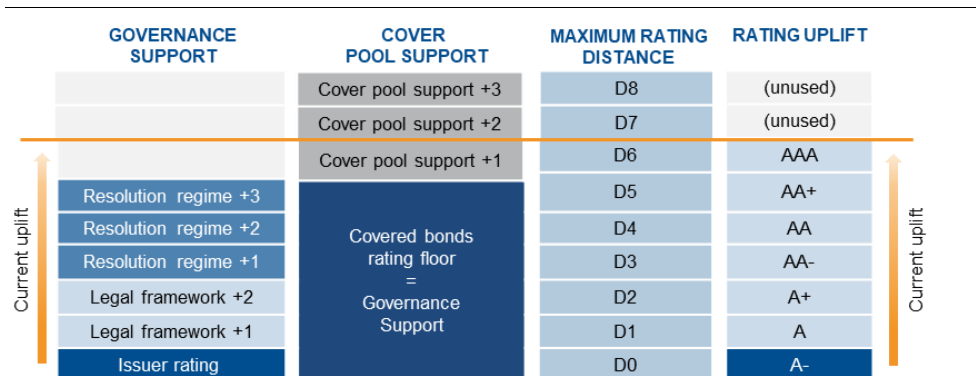 GOVERNANCE
SUPPORT
COVER
POOL SUPPORT
MAXIMUM RATING
DISTANCE
RATING UPLIFT
Cover pool support +3
D8
(unused)
Cover pool support +2
D7
(unused)
Cover pool support +1
D6
AAA
Resolution regime +3
D5
AA+
Resolution regime +2
D4
AA
Resolution regime +1
D3
AA-
Legal framework +2
D2
A+
Legal framework +1
D1
A
Issuer rating
D0
A-
Covered bonds
rating floor
=
Governance
Support
Current uplift
Current uplift